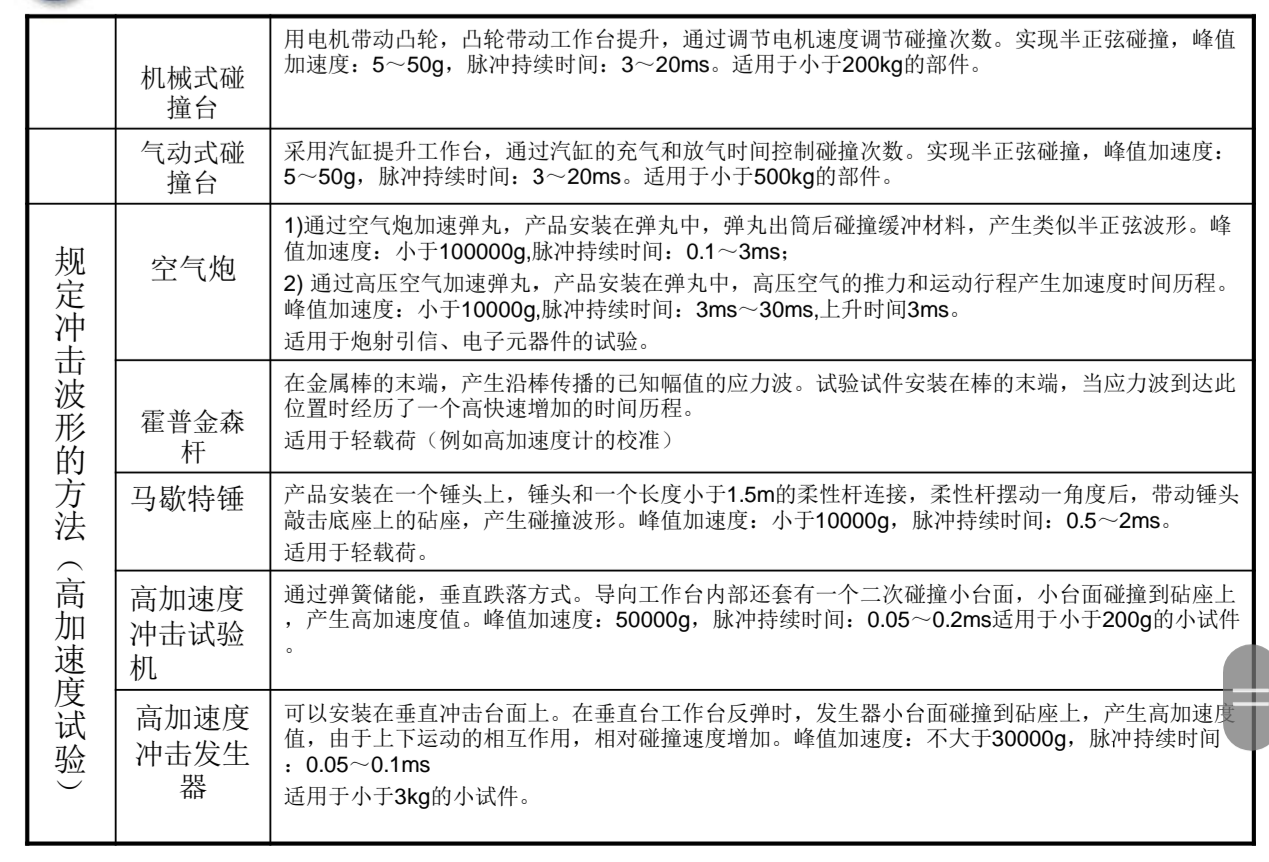 机械式碰
撞台
用电机带动凸轮，凸轮带动工作台提升，通过调节电机速度调节碰撞次数。实现半正弦碰撞，峰值
加速度：5～50g，脉冲持续时间：3～20ms。适用于小于200kg的部件。
气动式碰
撞台
采用汽缸提升工作台，通过汽缸的充气和放气时间控制碰撞次数。实现半正弦碰撞，峰值加速度：
5～50g，脉冲持续时间：3～20ms。适用于小于500kg的部件。
规定冲击波形的方法（高加速度试验）
空气炮
1)通过空气炮加速弹丸，产品安装在弹丸中，弹丸出筒后碰撞缓冲材料，产生类似半正弦波形。峰
值加速度：小于100000g,脉冲持续时间：0.1～3ms；
2) 通过高压空气加速弹丸，产品安装在弹丸中，高压空气的推力和运动行程产生加速度时间历程。
峰值加速度：小于10000g,脉冲持续时间：3ms～30ms,上升时间3ms。
适用于炮射引信、电子元器件的试验。
霍普金森
杆
在金属棒的末端，产生沿棒传播的已知幅值的应力波。试验试件安装在棒的末端，当应力波到达此
位置时经历了一个高快速增加的时间历程。
适用于轻载荷（例如高加速度计的校准）
马歇特锤
产品安装在一个锤头上，锤头和一个长度小于1.5m的柔性杆连接，柔性杆摆动一角度后，带动锤头
敲击底座上的砧座，产生碰撞波形。峰值加速度：小于10000g，脉冲持续时间：0.5～2ms。
适用于轻载荷。
高加速度
冲击试验
机
通过弹簧储能，垂直跌落方式。导向工作台内部还套有一个二次碰撞小台面，小台面碰撞到砧座上
，产生高加速度值。峰值加速度：50000g，脉冲持续时间：0.05～0.2ms适用于小于200g的小试件
。
高加速度
冲击发生
器
可以安装在垂直冲击台面上。在垂直台工作台反弹时，发生器小台面碰撞到砧座上，产生高加速度
值，由于上下运动的相互作用，相对碰撞速度增加。峰值加速度：不大于30000g，脉冲持续时间
：0.05～0.1ms
适用于小于3kg的小试件。